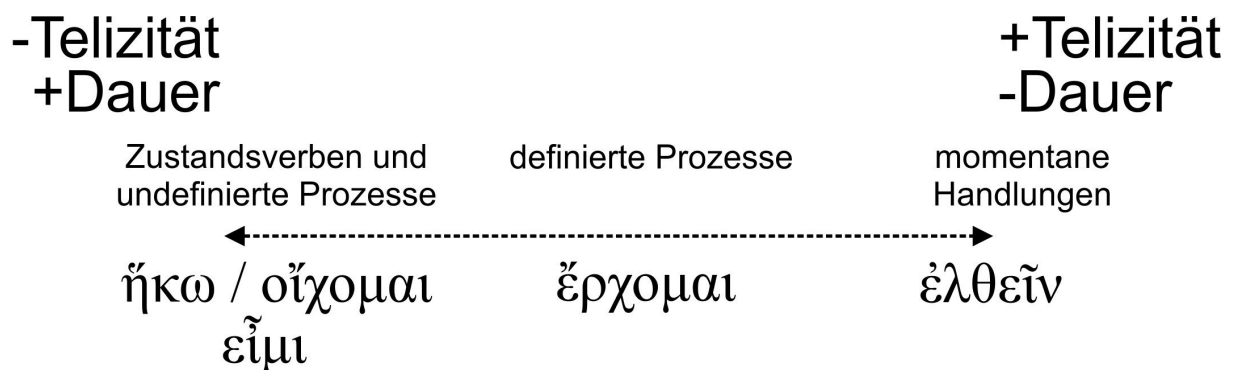 -Telizität
+Dauer
+Telizität
-Dauer
Zustandsverben und
undefinierte Prozesse
definierte Prozesse
momentane
Handlungen
ἥκω / οἴχομαι
εἶμι
ἔρχομαι
ἐλθεῖν